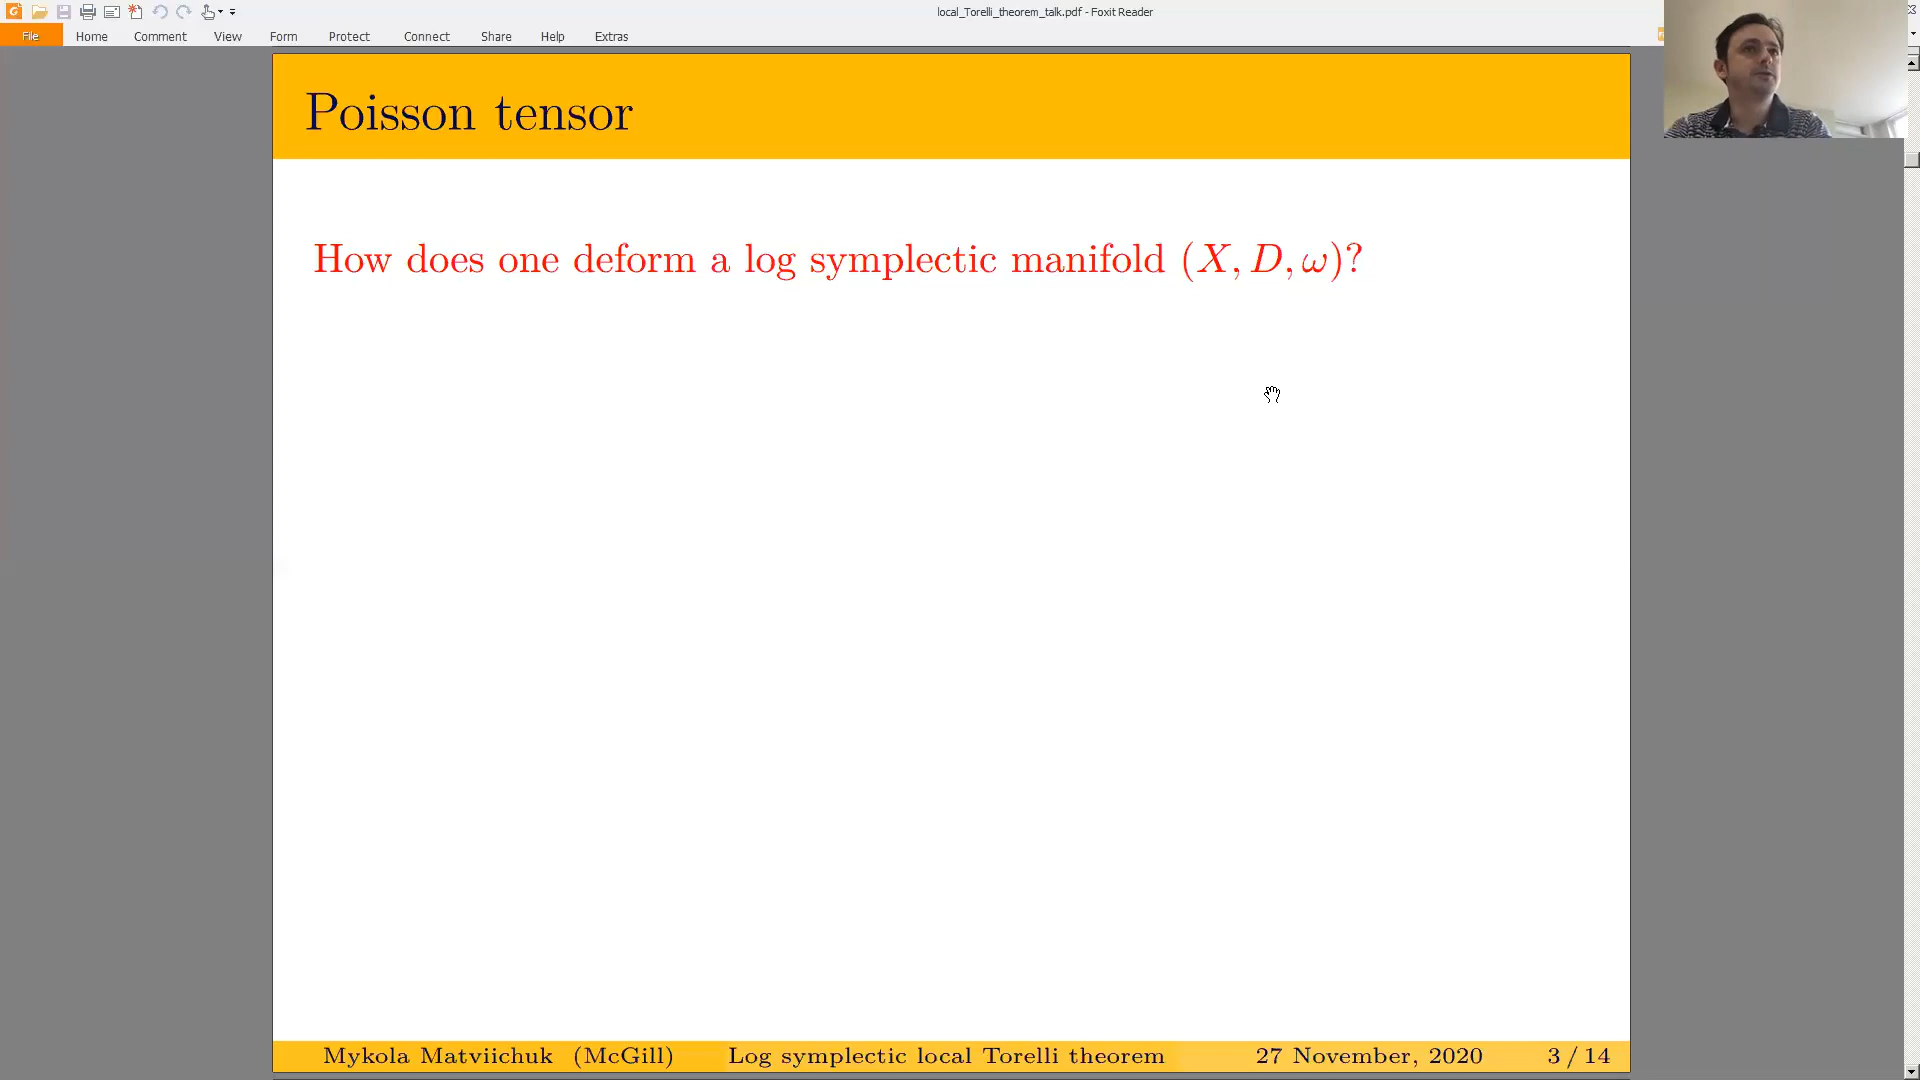 local_Torelli_theorem_talk.pdf - Foxit Reader
File Home Comment View Form Protect Connect Share Help Extras
Poisson tensor
How does one deform a log symplectic manifold (X, D, ω)?
Mykola Matviichuk (McGill) Log symplectic local Torelli theorem 27 November, 2020 3 / 14